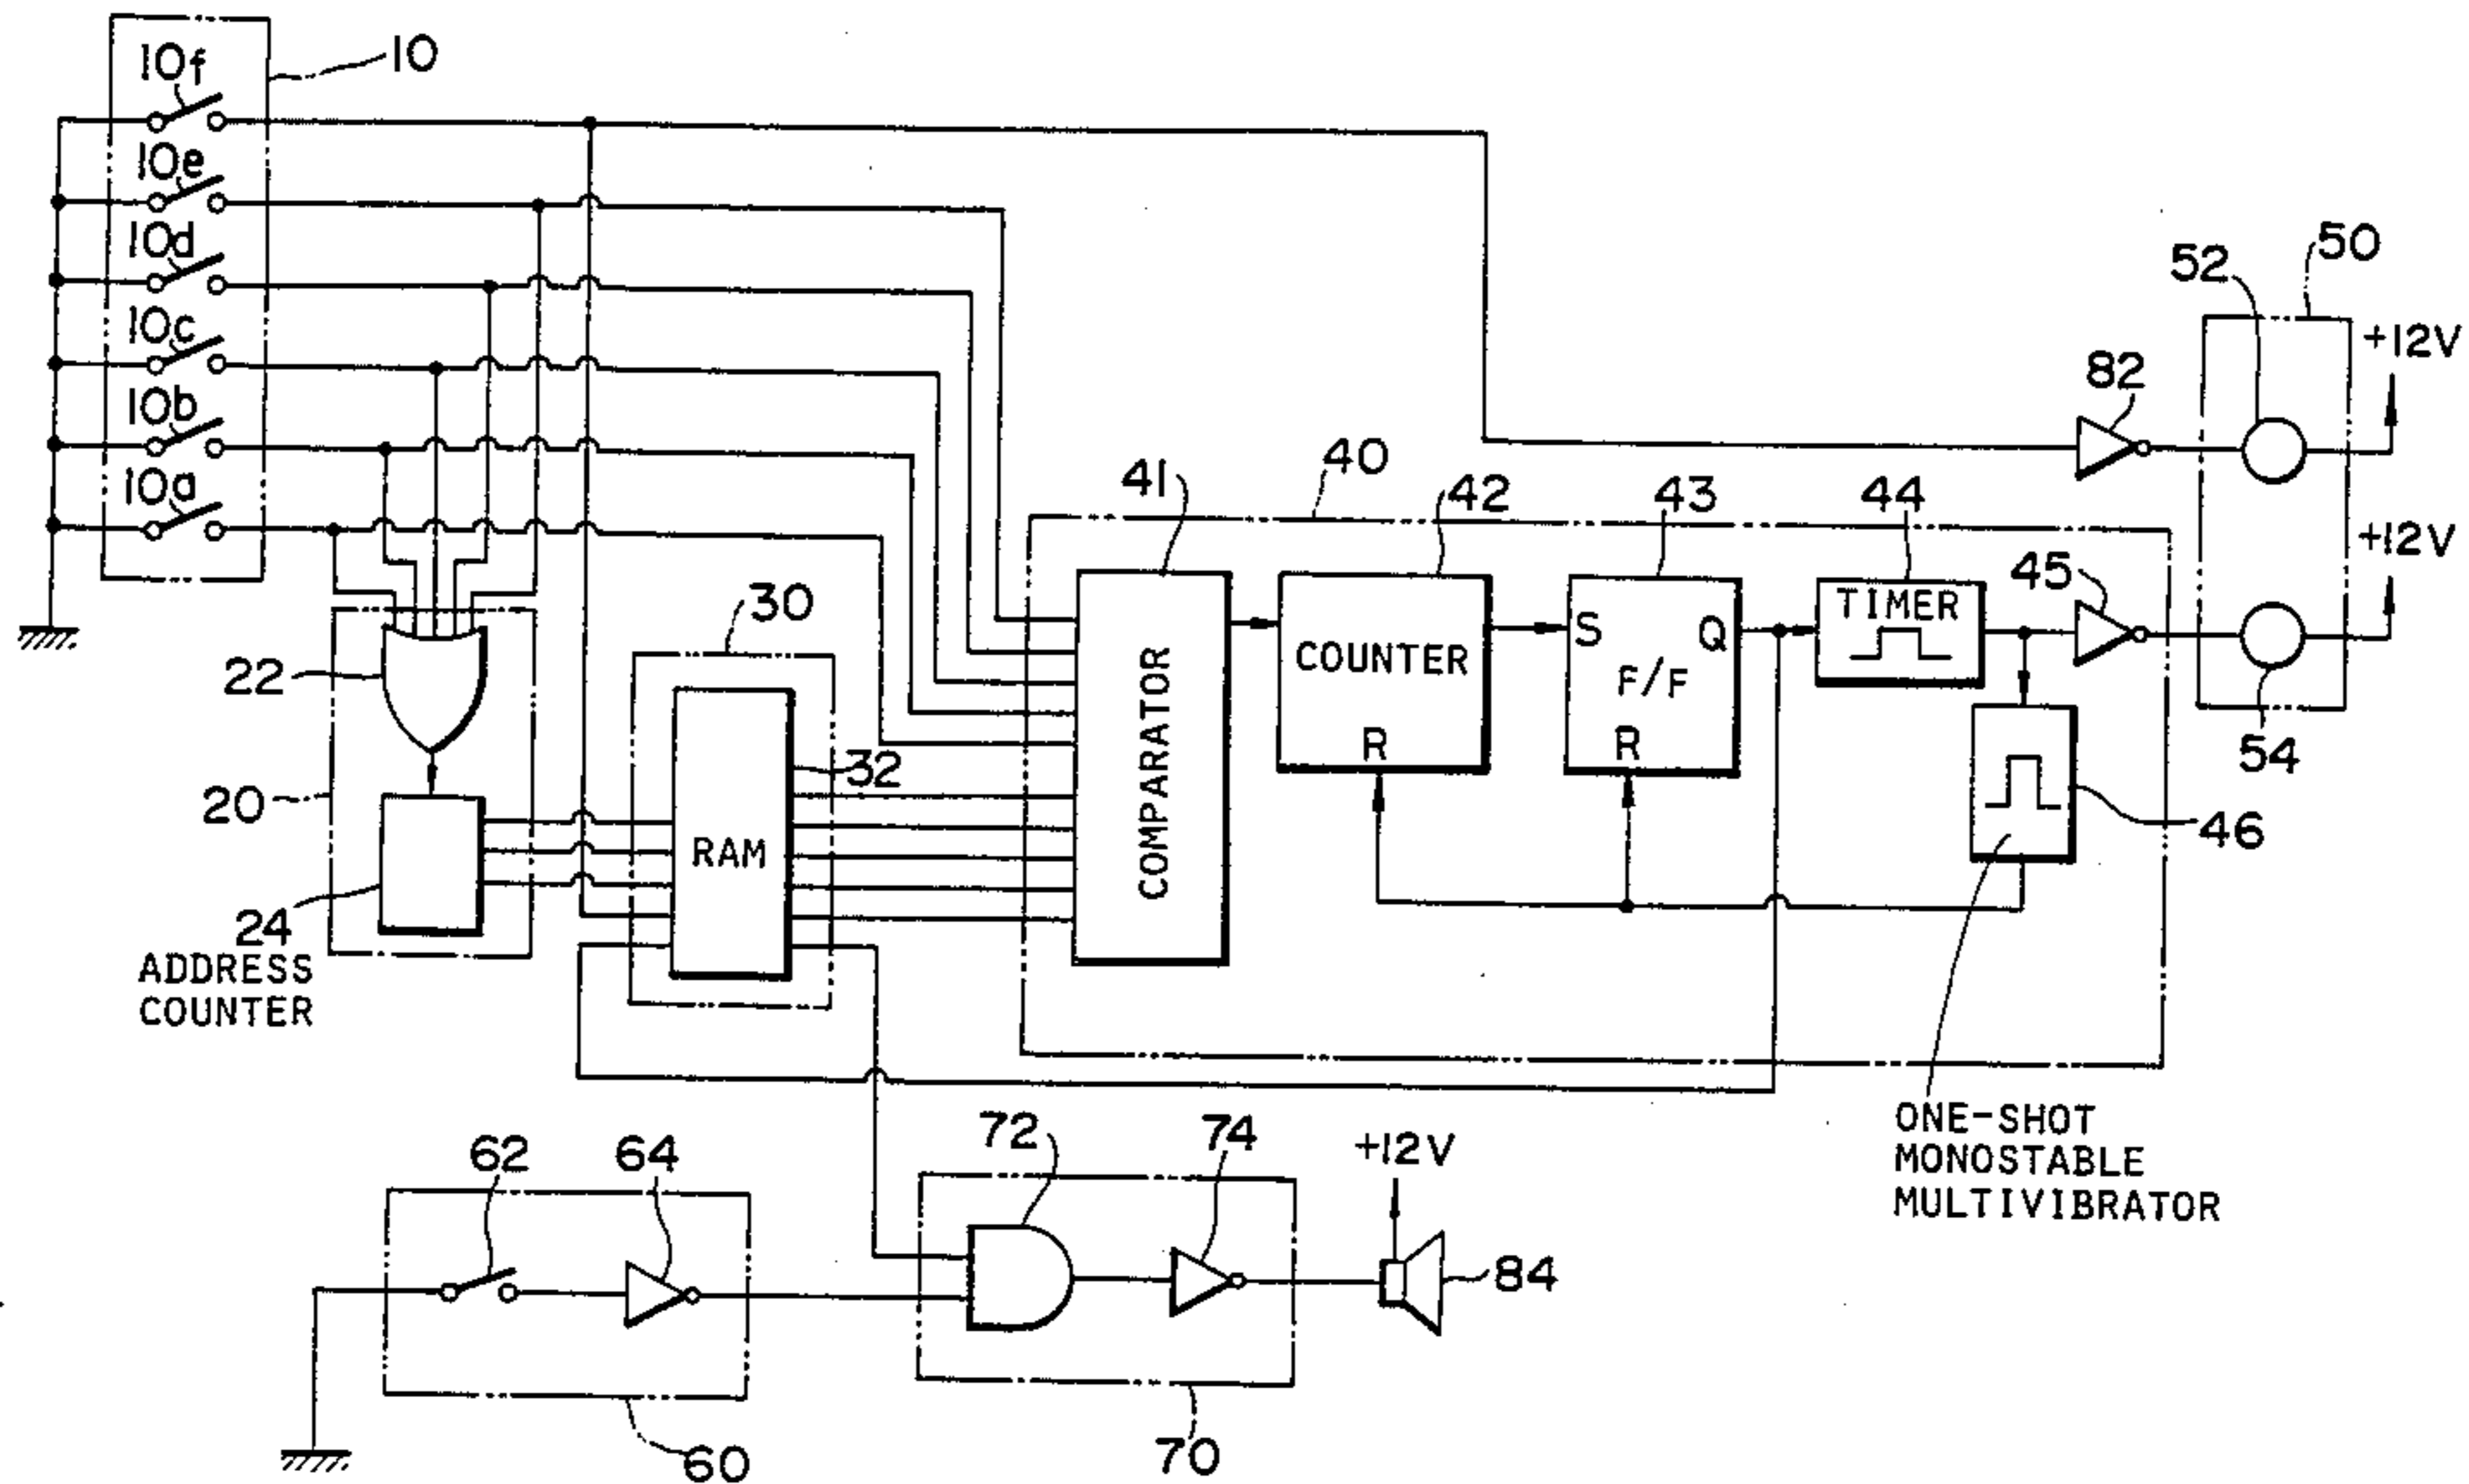 10
10f
10e
10d
10c
10b
10a
50
52
+12V
82
40
41
42
43
44
45
+12V
30
22
TIMER
S
Q
COUNTER
F/F
COMPARATOR
R
R
54
32
20
RAM
46
24
ADDRESS
COUNTER
ONE-SHOT
MONOSTABLE
MULTIVIBRATOR
62
64
72
74
+12V
84
60
70